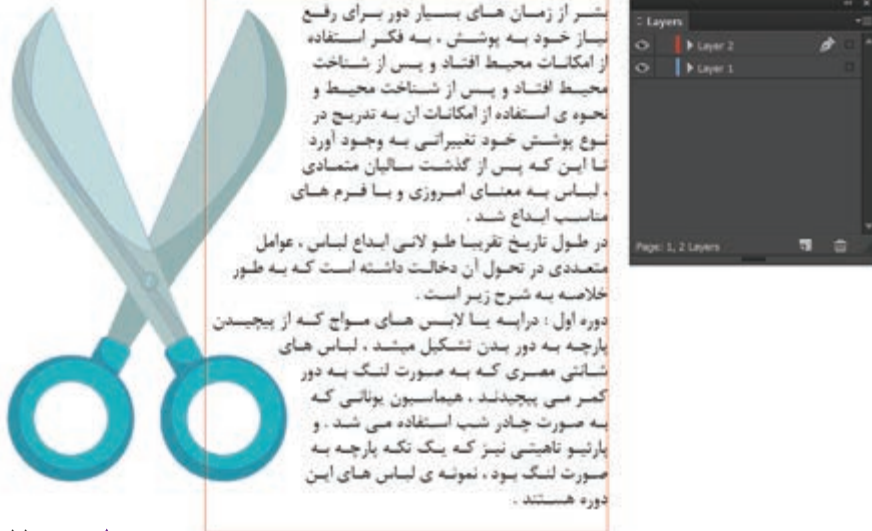 بشر از زمان های بسیار دور برای رفع
نیاز خود به پوشش ، به فکر استفاده
از امکانات محیط افتاد و پس از شناخت
محیط افتاد و پس از شناخت محیط و
نحوه ی استفاده از امکانات آن به تدریج در
نوع پوشش خود تغییراتی به وجود آورد
تا این که پس از گذشت سالیان متمادی
، لباس به معنای امروزی و با فرم های
مناسب ابداع شد .
در طول تاریخ تقریبا طو لانی ابداع لباس ، عوامل
متعددی در تحول آن دخالت داشته است که به طور
خلاصه به شرح زیر است .
دوره اول : درابه یا لابس های مواج که از پیچیدن
پارچه به دور بدن تشکیل میشد ، لباس های
شانتی مصری که به صورت لنگ به دور
کمر می پیچیدند ، هیماسیون یونانی که
به صورت چادر شب استفاده می شد . و
پارئیو تاهیتی نیز که یک تکه پارچه به
صورت لنگ بود ، نمونه ی لباس های این
دوره هستند .
Layers
Layer 2
Layer 1
Page: 1, 2 Layers